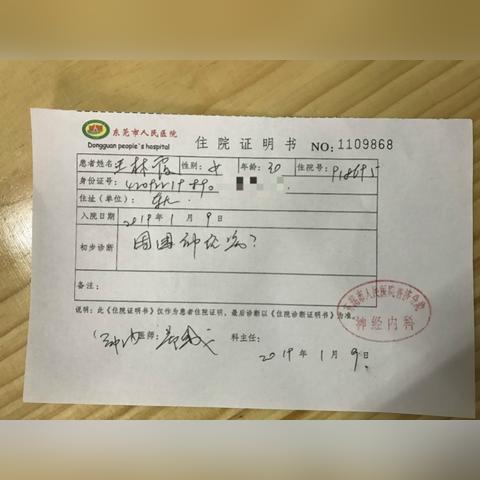 东莞市人民医院
Dongguan people's hospital
住院证明书 NO:1109868
患者姓名 王林霞 性别: 女 年龄: 30 住院号:
身份证号:
住址(单位):
入院日期 2019年1月9日
初步诊断 周围神经病?
备注:
说明:此《住院证明书》仅作为患者住院证明,最后诊断以《住院诊断证明书》为准。
医师: 科主任:
神经内科
2019年1月9日